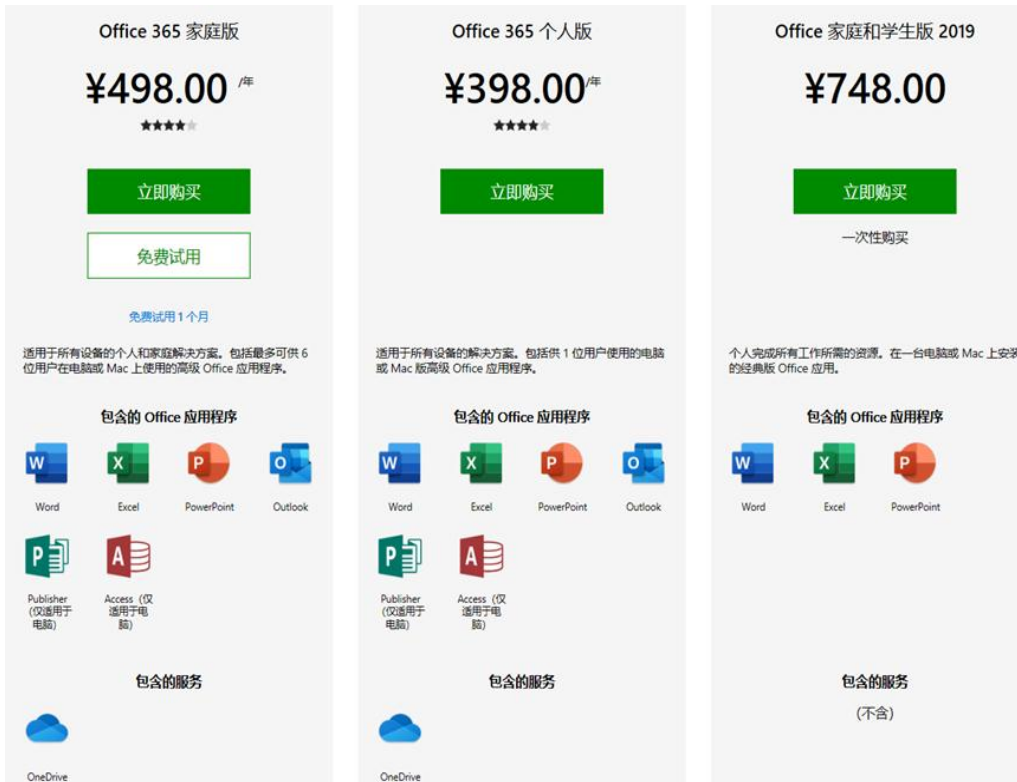 Office 365 家庭版
¥498.00 /年
立即购买
免费试用
免费试用 1 个月
适用于所有设备的个人和家庭解决方案。包括最多可供 6
位用户在电脑或 Mac 上使用的高级 Office 应用程序。
包含的 Office 应用程序
W
X
P
O
Word
Excel
PowerPoint
Outlook
P
A
Publisher
(仅适用于
电脑)
Access（仅
适用于电
脑)
包含的服务
OneDrive
Office 365 个人版
¥398.00/年
立即购买
适用于所有设备的解决方案。包括供 1 位用户使用的电脑
或 Mac 版高级 Office 应用程序。
包含的 Office 应用程序
W
X
P
O
Word
Excel
PowerPoint
Outlook
P
A
Publisher
(仅适用于
电脑)
Access（仅
适用于电
脑)
包含的服务
OneDrive
Office 家庭和学生版 2019
¥748.00
立即购买
一次性购买
个人完成所有工作所需的资源。在一台电脑或 Mac 上安装
的经典版 Office 应用。
包含的 Office 应用程序
W
X
P
Word
Excel
PowerPoint
包含的服务
(不含)